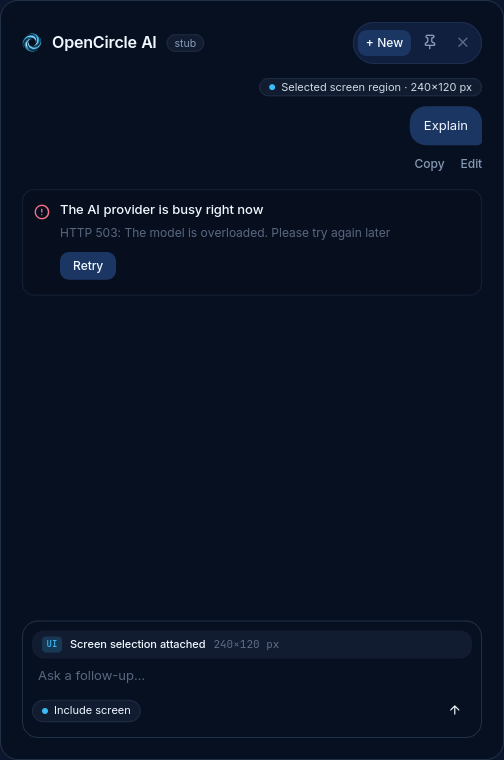 OpenCircle AI
stub
+ New
Selected screen region · 240×120 px
Explain
Copy
Edit
The AI provider is busy right now
HTTP 503: The model is overloaded. Please try again later
Retry
UI
Screen selection attached
240×120 px
Ask a follow-up...
Include screen